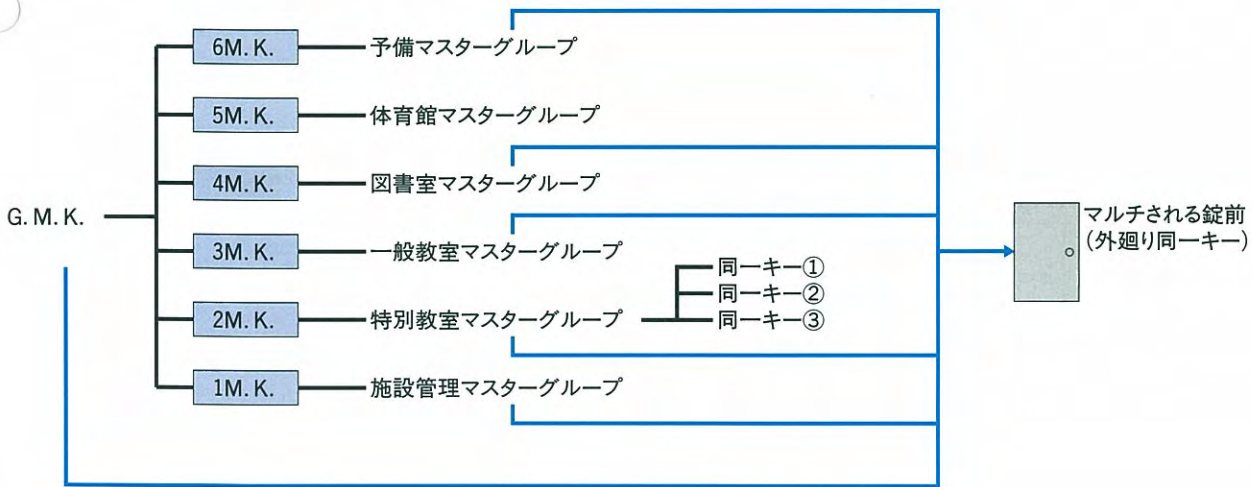 6M. K. 予備マスターグループ
5M. K. 体育館マスターグループ
4M. K. 図書室マスターグループ
G. M. K.
3M. K. 一般教室マスターグループ
同一キー①
同一キー②
2M. K. 特別教室マスターグループ 同一キー③
1M. K. 施設管理マスターグループ
マルチされる錠前
（外廻り同一キー）